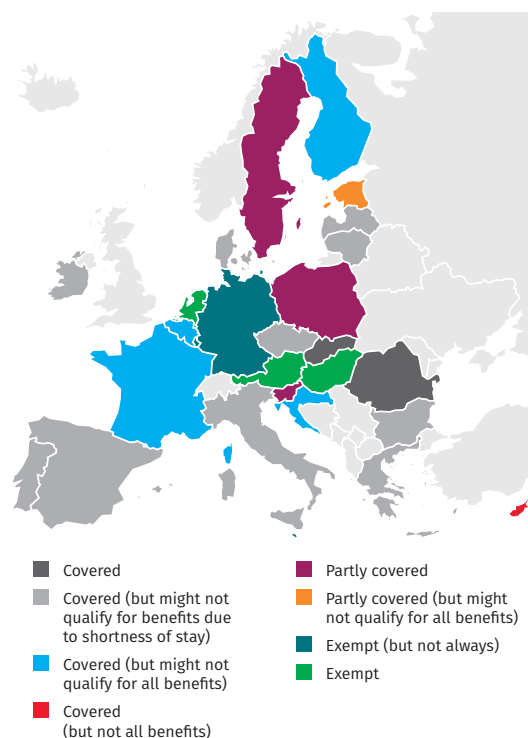 Covered
Covered (but might not
qualify for benefits due
to shortness of stay)
Covered (but might not
qualify for all benefits)
Covered
(but not all benefits)
Partly covered
Partly covered (but might
not qualify for all benefits)
Exempt (but not always)
Exempt